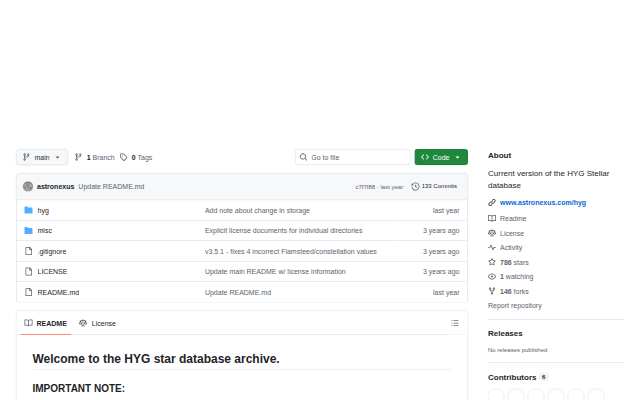 main
1 Branch
0 Tags
Go to file
Code
astronexus Update README.md
· last year
133 Commits
hyg Add note about change in storage last year
misc Explicit license documents for individual directories 3 years ago
.gitignore v3.5.1 - fixes 4 incorrect Flamsteed/constellation values 3 years ago
LICENSE Update main README w/ license information 3 years ago
README.md Update README.md last year
README
License
Welcome to the HYG star database archive.
IMPORTANT NOTE:
About
Current version of the HYG Stellar
database
www.astronexus.com/hyg
Readme
License
Activity
786 stars
1 watching
146 forks
Report repository
Releases
No releases published
Contributors 6